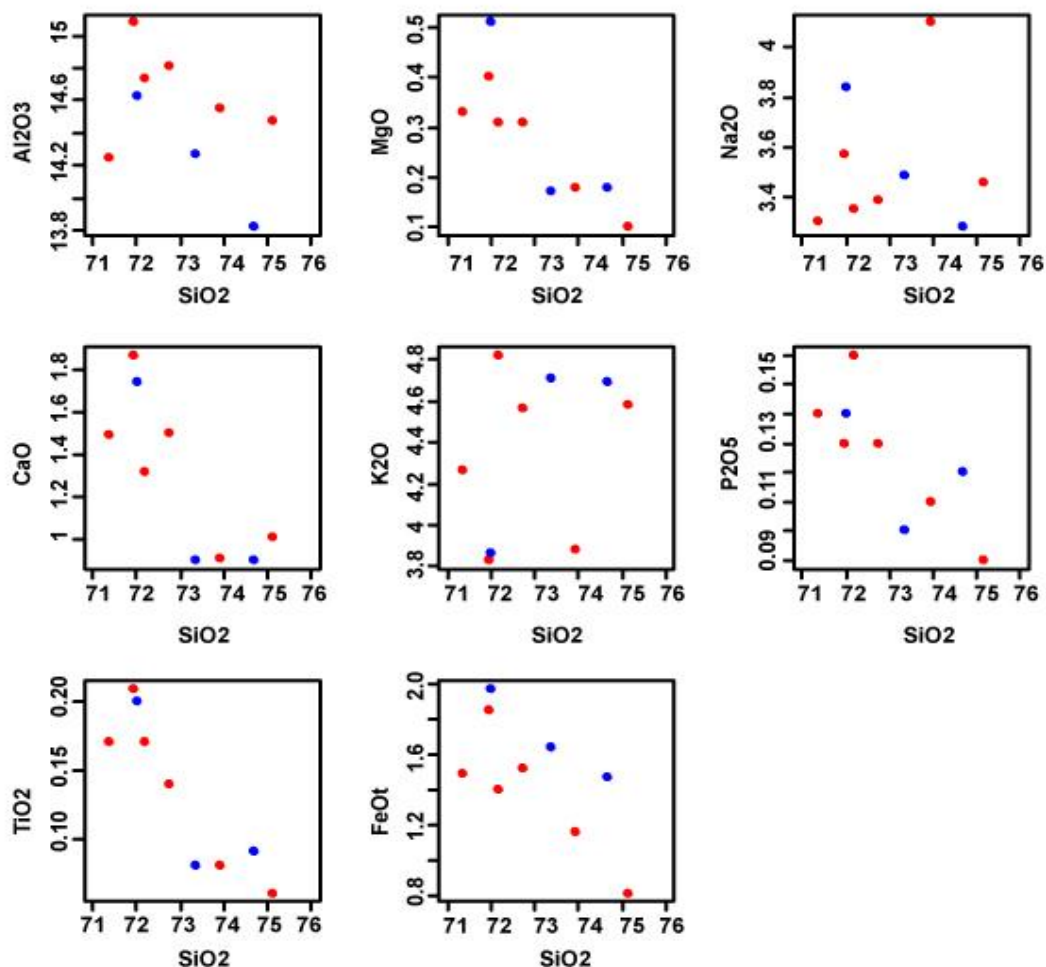 Al2O3
15
14.6
14.2
13.8
71 72 73 74 75 76
SiO2
MgO
0.5
0.4
0.3
0.2
0.1
71 72 73 74 75 76
SiO2
Na2O
4
3.8
3.6
3.4
71 72 73 74 75 76
SiO2
CaO
1.8
1.6
1.4
1.2
1
71 72 73 74 75 76
SiO2
K2O
4.8
4.6
4.4
4.2
4
3.8
71 72 73 74 75 76
SiO2
P2O5
0.15
0.13
0.11
0.09
71 72 73 74 75 76
SiO2
TiO2
0.20
0.15
0.10
71 72 73 74 75 76
SiO2
FeOt
2.0
1.6
1.2
0.8
71 72 73 74 75 76
SiO2